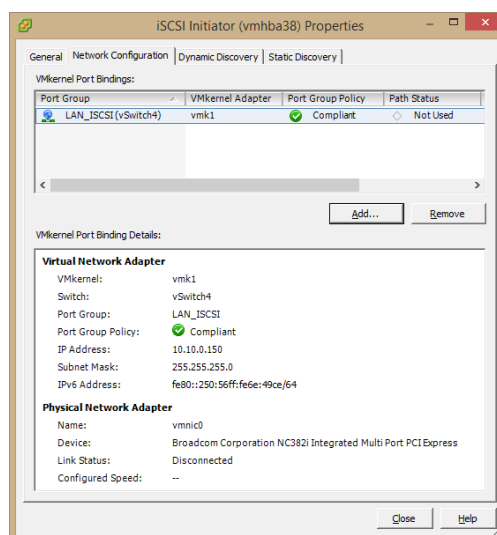 iSCSI Initiator (vmhba38) Properties
General Network Configuration Dynamic Discovery Static Discovery
VMkernel Port Bindings:
Port Group VMkernel Adapter Port Group Policy Path Status
LAN_ISCSI (vSwitch4) vmk1 Compliant Not Used
Add... Remove
VMkernel Port Binding Details:
Virtual Network Adapter
VMkernel: vmk1
Switch: vSwitch4
Port Group: LAN_ISCSI
Port Group Policy: Compliant
IP Address: 10.10.0.150
Subnet Mask: 255.255.255.0
IPv6 Address: fe80::250:56ff:fe6e:49ce/64
Physical Network Adapter
Name: vmnic0
Device: Broadcom Corporation NC382i Integrated Multi Port PCI Express
Link Status: Disconnected
Configured Speed: --
Close Help